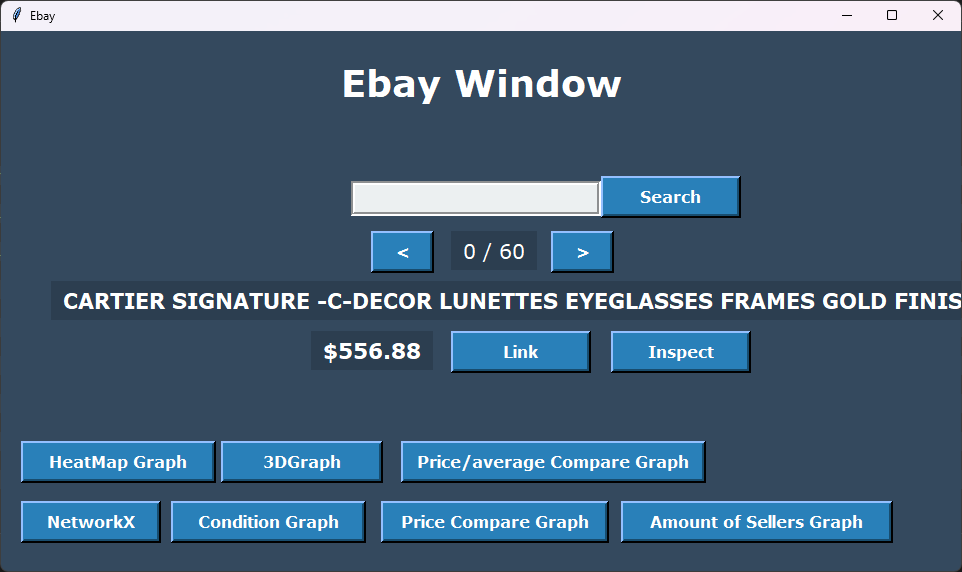 Ebay
Ebay Window
Search
< 0 / 60 >
CARTIER SIGNATURE -C-DECOR LUNETTES EYEGLASSES FRAMES GOLD FINIS
$556.88 Link Inspect
HeatMap Graph 3DGraph Price/average Compare Graph
NetworkX Condition Graph Price Compare Graph Amount of Sellers Graph